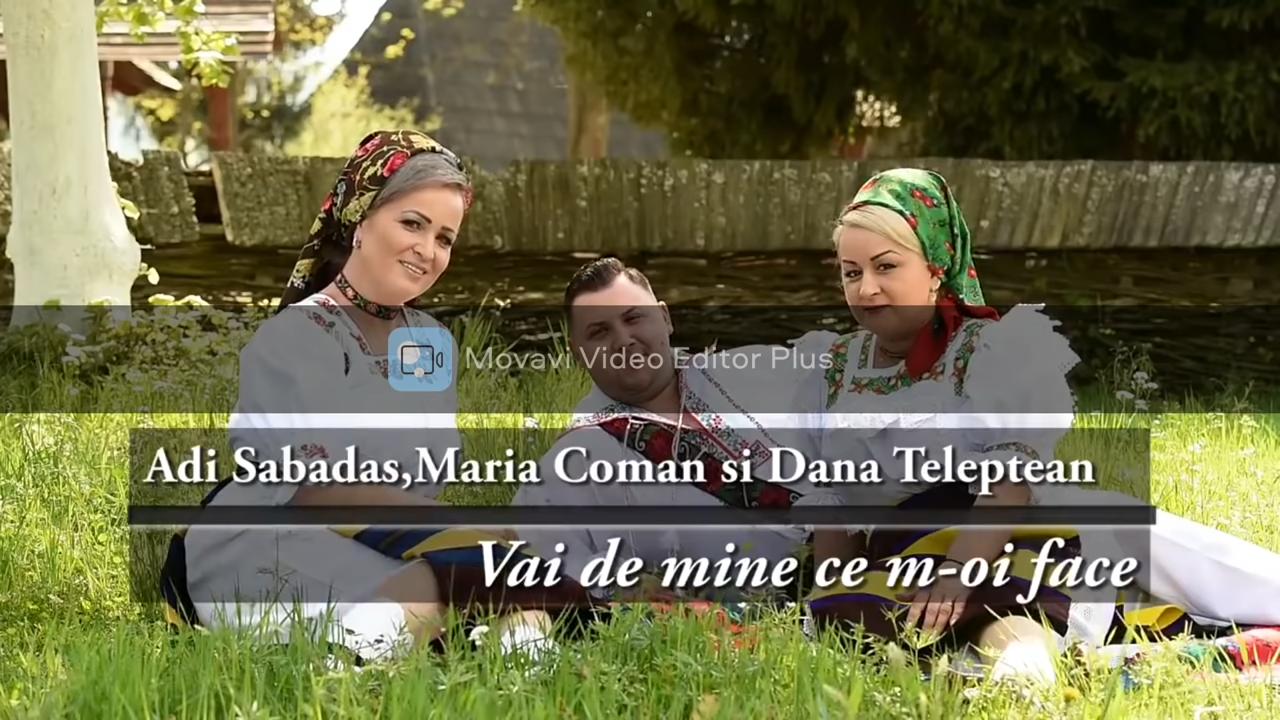 Movavi Video Editor Plus
Adi Sabadas,Maria Coman si Dana Teleptean
Vai de mine ce m-oi face